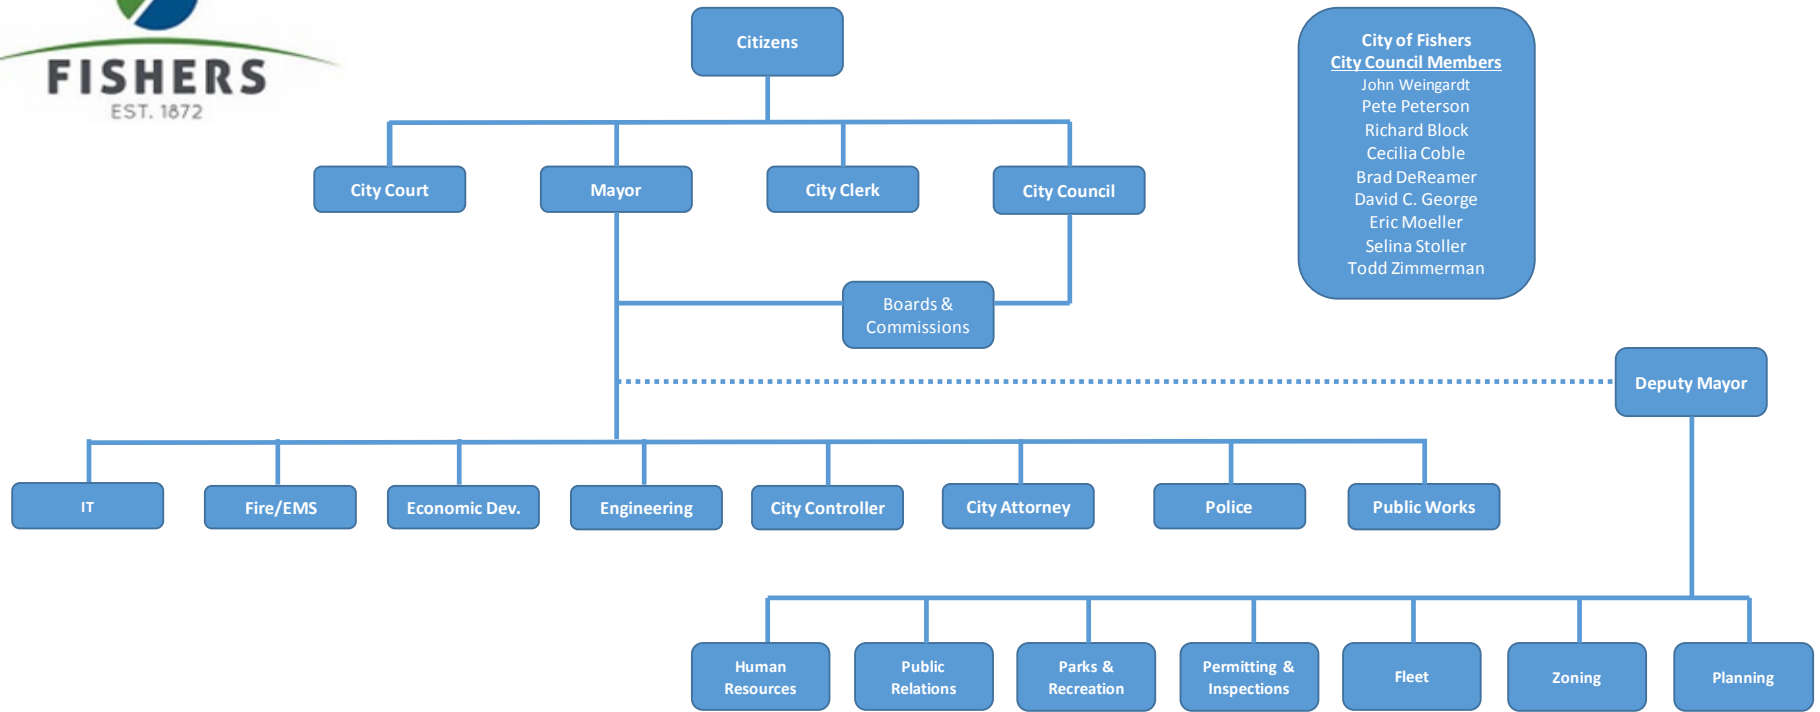 FISHERS
EST. 1872
Citizens
City of Fishers
City Council Members
John Weingardt
Pete Peterson
Richard Block
Cecilia Coble
Brad DeReamer
David C. George
Eric Moeller
Selina Stoller
Todd Zimmerman
City Court
Mayor
City Clerk
City Council
Boards &
Commissions
Deputy Mayor
IT
Fire/EMS
Economic Dev.
Engineering
City Controller
City Attorney
Police
Public Works
Human
Resources
Public
Relations
Parks &
Recreation
Permitting &
Inspections
Fleet
Zoning
Planning